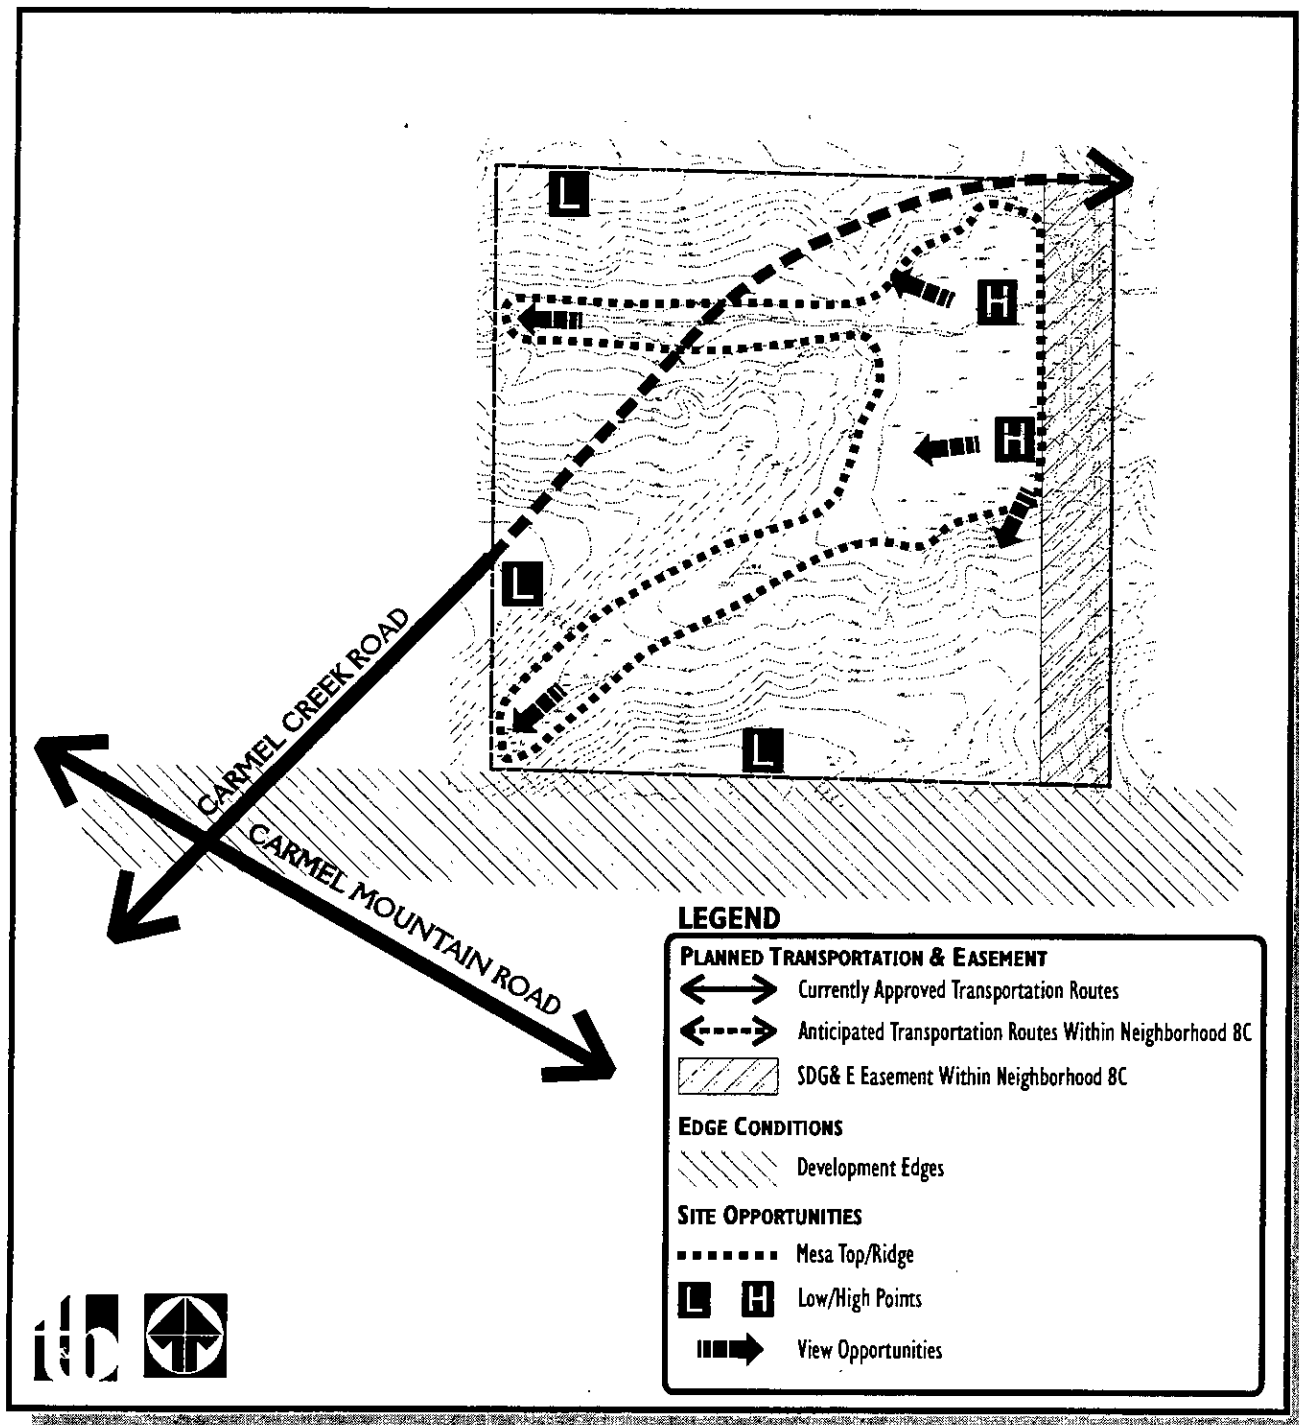 L
H
H
L
L
CARMEL CREEK ROAD
CARMEL MOUNTAIN ROAD
LEGEND
PLANNED TRANSPORTATION & EASEMENT
Currently Approved Transportation Routes
Anticipated Transportation Routes Within Neighborhood 8C
SDG& E Easement Within Neighborhood 8C
EDGE CONDITIONS
Development Edges
SITE OPPORTUNITIES
Mesa Top/Ridge
L H Low/High Points
View Opportunities
t&b